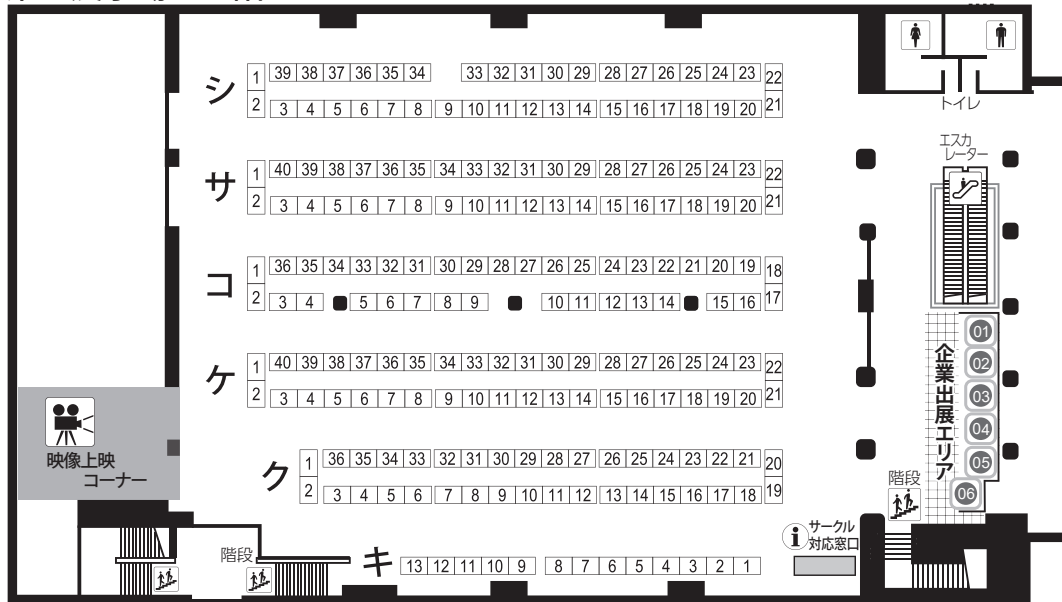 トイレ
シ
1 39 38 37 36 35 34 33 32 31 30 29 28 27 26 25 24 23 22
2 3 4 5 6 7 8 9 10 11 12 13 14 15 16 17 18 19 20 21
エスカ
レーター
サ
1 40 39 38 37 36 35 34 33 32 31 30 29 28 27 26 25 24 23 22
2 3 4 5 6 7 8 9 10 11 12 13 14 15 16 17 18 19 20 21
コ
1 36 35 34 33 32 31 30 29 28 27 26 25 24 23 22 21 20 19 18
2 3 4 5 6 7 8 9 10 11 12 13 14 15 16 17
企業出展エリア
01
02
03
04
05
06
ケ
1 40 39 38 37 36 35 34 33 32 31 30 29 28 27 26 25 24 23 22
2 3 4 5 6 7 8 9 10 11 12 13 14 15 16 17 18 19 20 21
映像上映
コーナー
ク
1 36 35 34 33 32 31 30 29 28 27 26 25 24 23 22 21 20
2 3 4 5 6 7 8 9 10 11 12 13 14 15 16 17 18 19
階段
i サークル
対応窓口
階段
キ
13 12 11 10 9 8 7 6 5 4 3 2 1